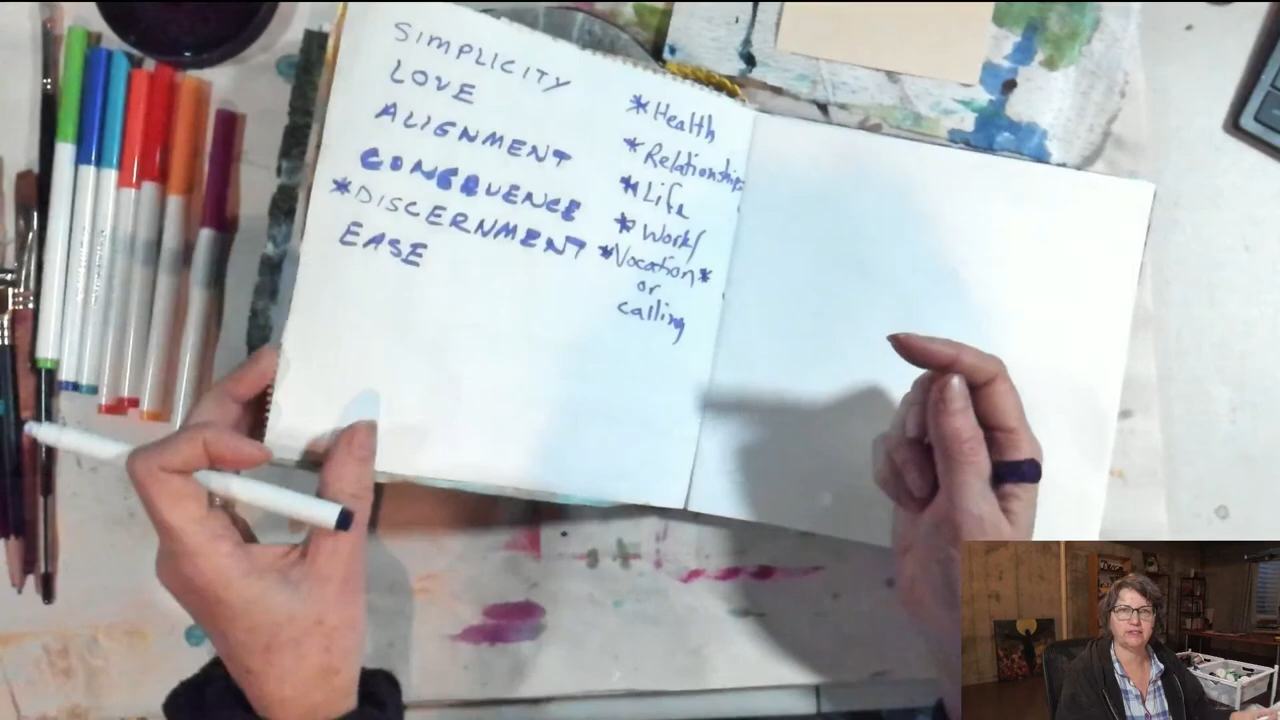 SIMPLICITY
LOVE
ALIGNMENT
CONGRUENCE
*DISCERNMENT
EASE
*Health
*Relationships
*Life
*Work/
*Vocation*
or
calling